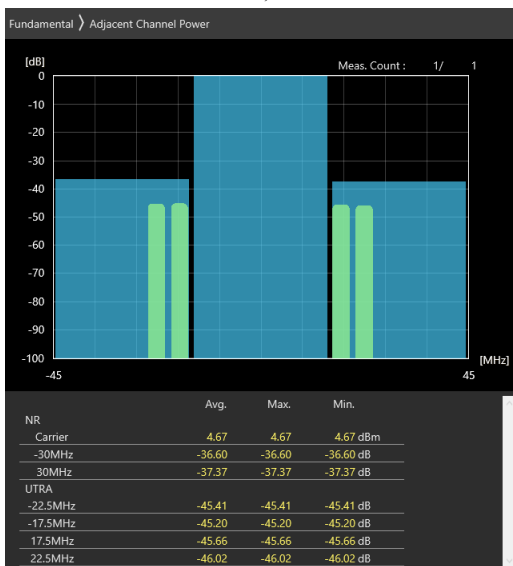 Fundamental ⟩ Adjacent Channel Power
[dB]
Meas. Count : 1/ 1
0
-10
-20
-30
-40
-50
-60
-70
-80
-90
-100
[MHz]
-45 45
Avg. Max. Min.
NR
Carrier 4.67 4.67 4.67 dBm
-30MHz -36.60 -36.60 -36.60 dB
30MHz -37.37 -37.37 -37.37 dB
UTRA
-22.5MHz -45.41 -45.41 -45.41 dB
-17.5MHz -45.20 -45.20 -45.20 dB
17.5MHz -45.66 -45.66 -45.66 dB
22.5MHz -46.02 -46.02 -46.02 dB